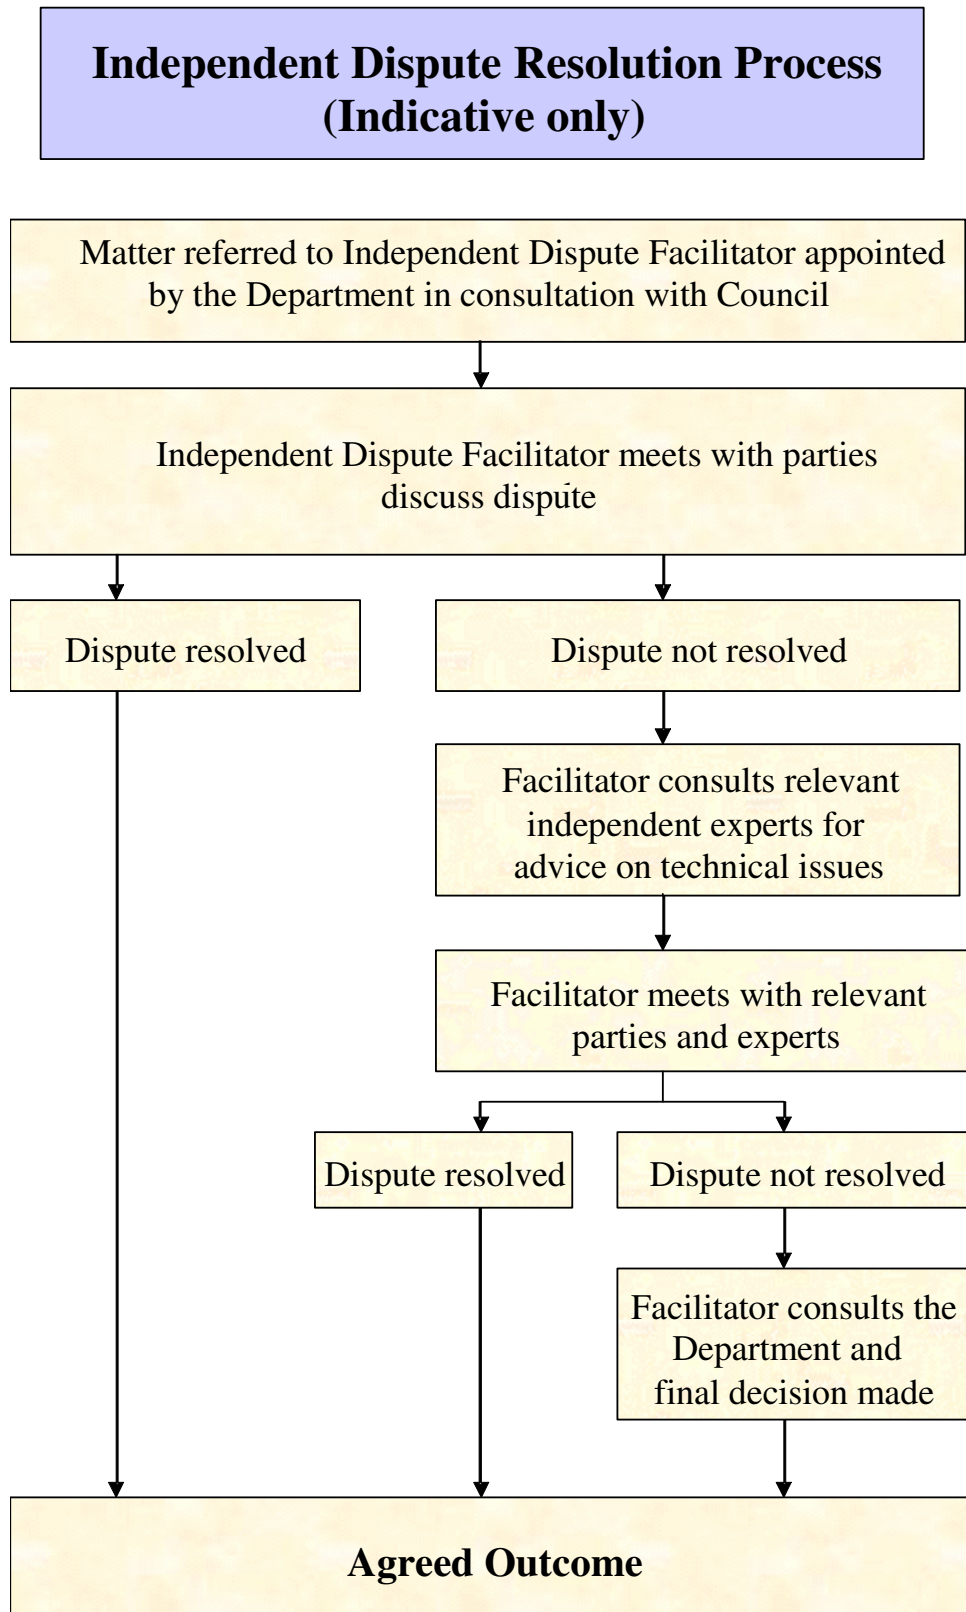 Independent Dispute Resolution Process
(Indicative only)
Matter referred to Independent Dispute Facilitator appointed
by the Department in consultation with Council
Independent Dispute Facilitator meets with parties
discuss dispute
Dispute resolved
Dispute not resolved
Facilitator consults relevant
independent experts for
advice on technical issues
Facilitator meets with relevant
parties and experts
Dispute resolved
Dispute not resolved
Facilitator consults the
Department and
final decision made
Agreed Outcome